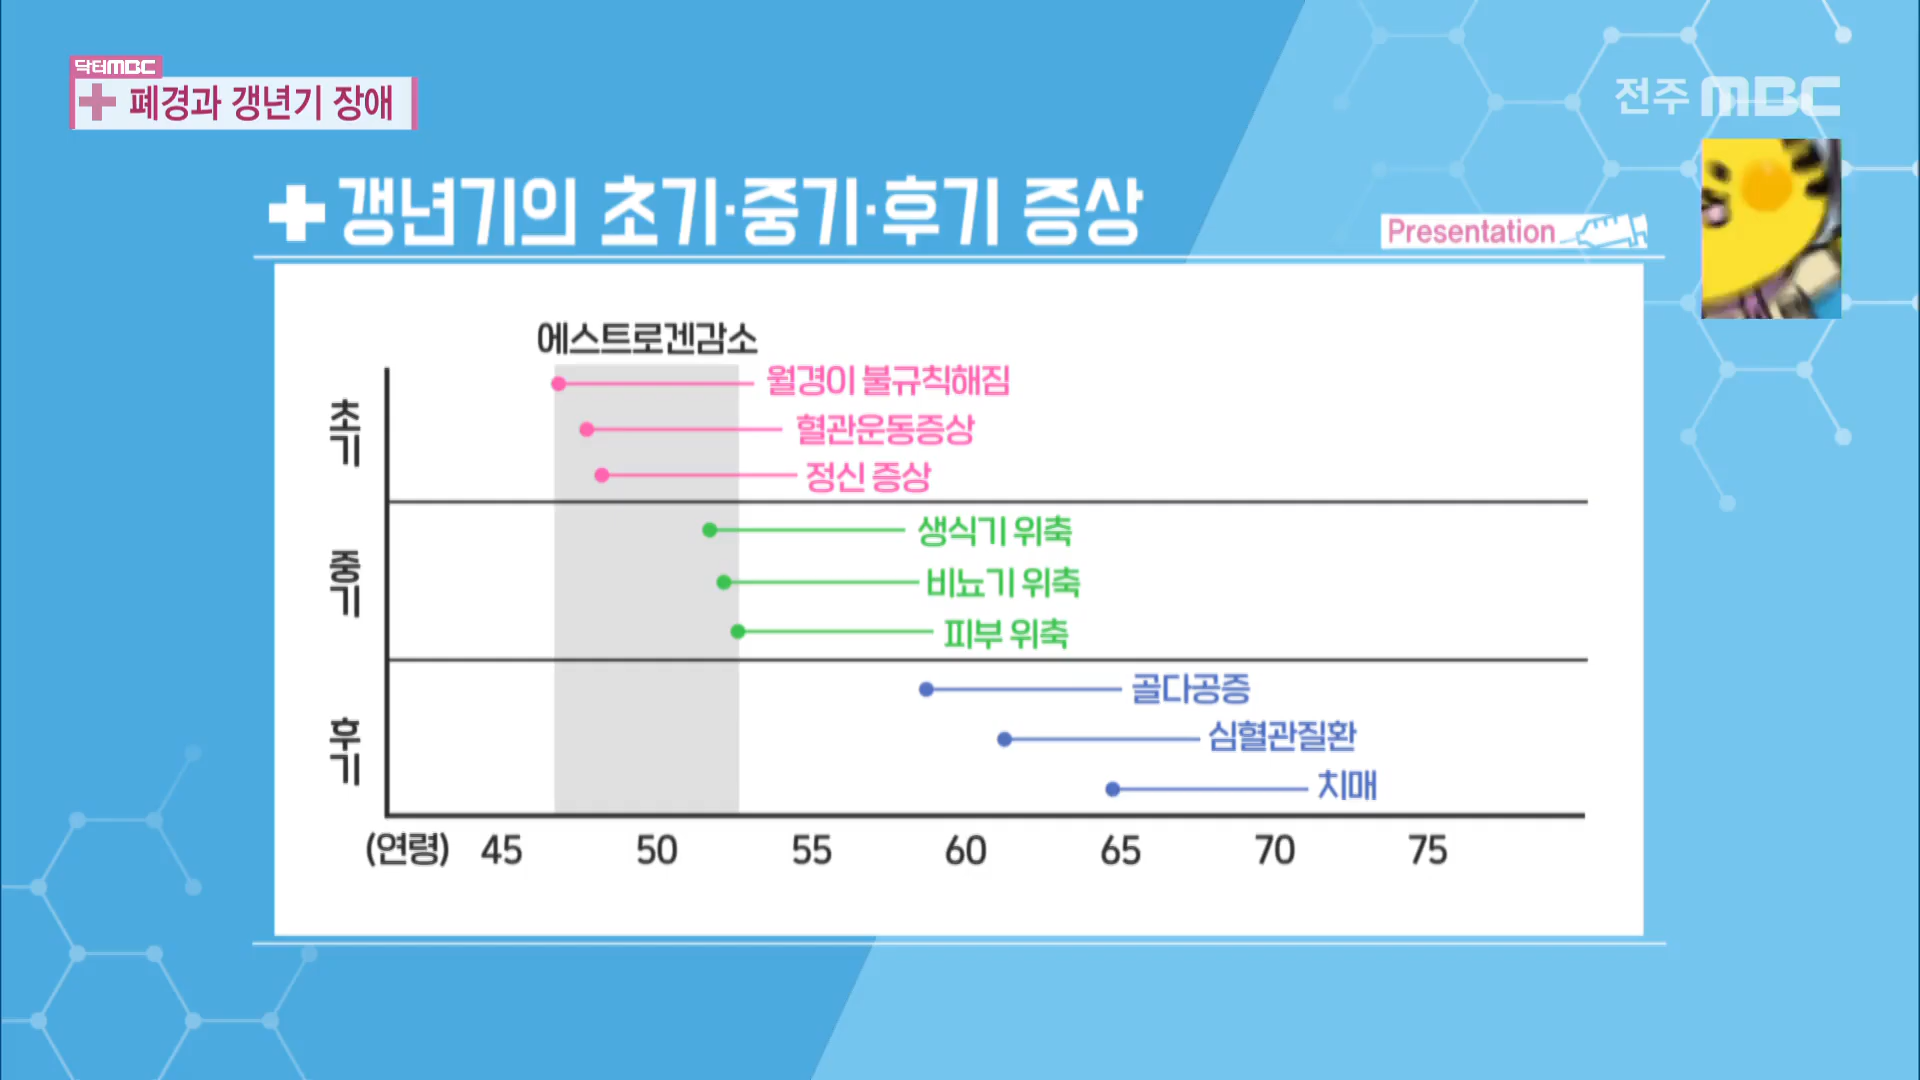 닥터MBC
폐경과 갱년기 장애
전주 MBC
갱년기의 초기·중기·후기 증상
Presentation
에스트로겐감소
초기
월경이 불규칙해짐
혈관운동증상
정신 증상
중기
생식기 위축
비뇨기 위축
피부 위축
후기
골다공증
심혈관질환
치매
(연령) 45 50 55 60 65 70 75